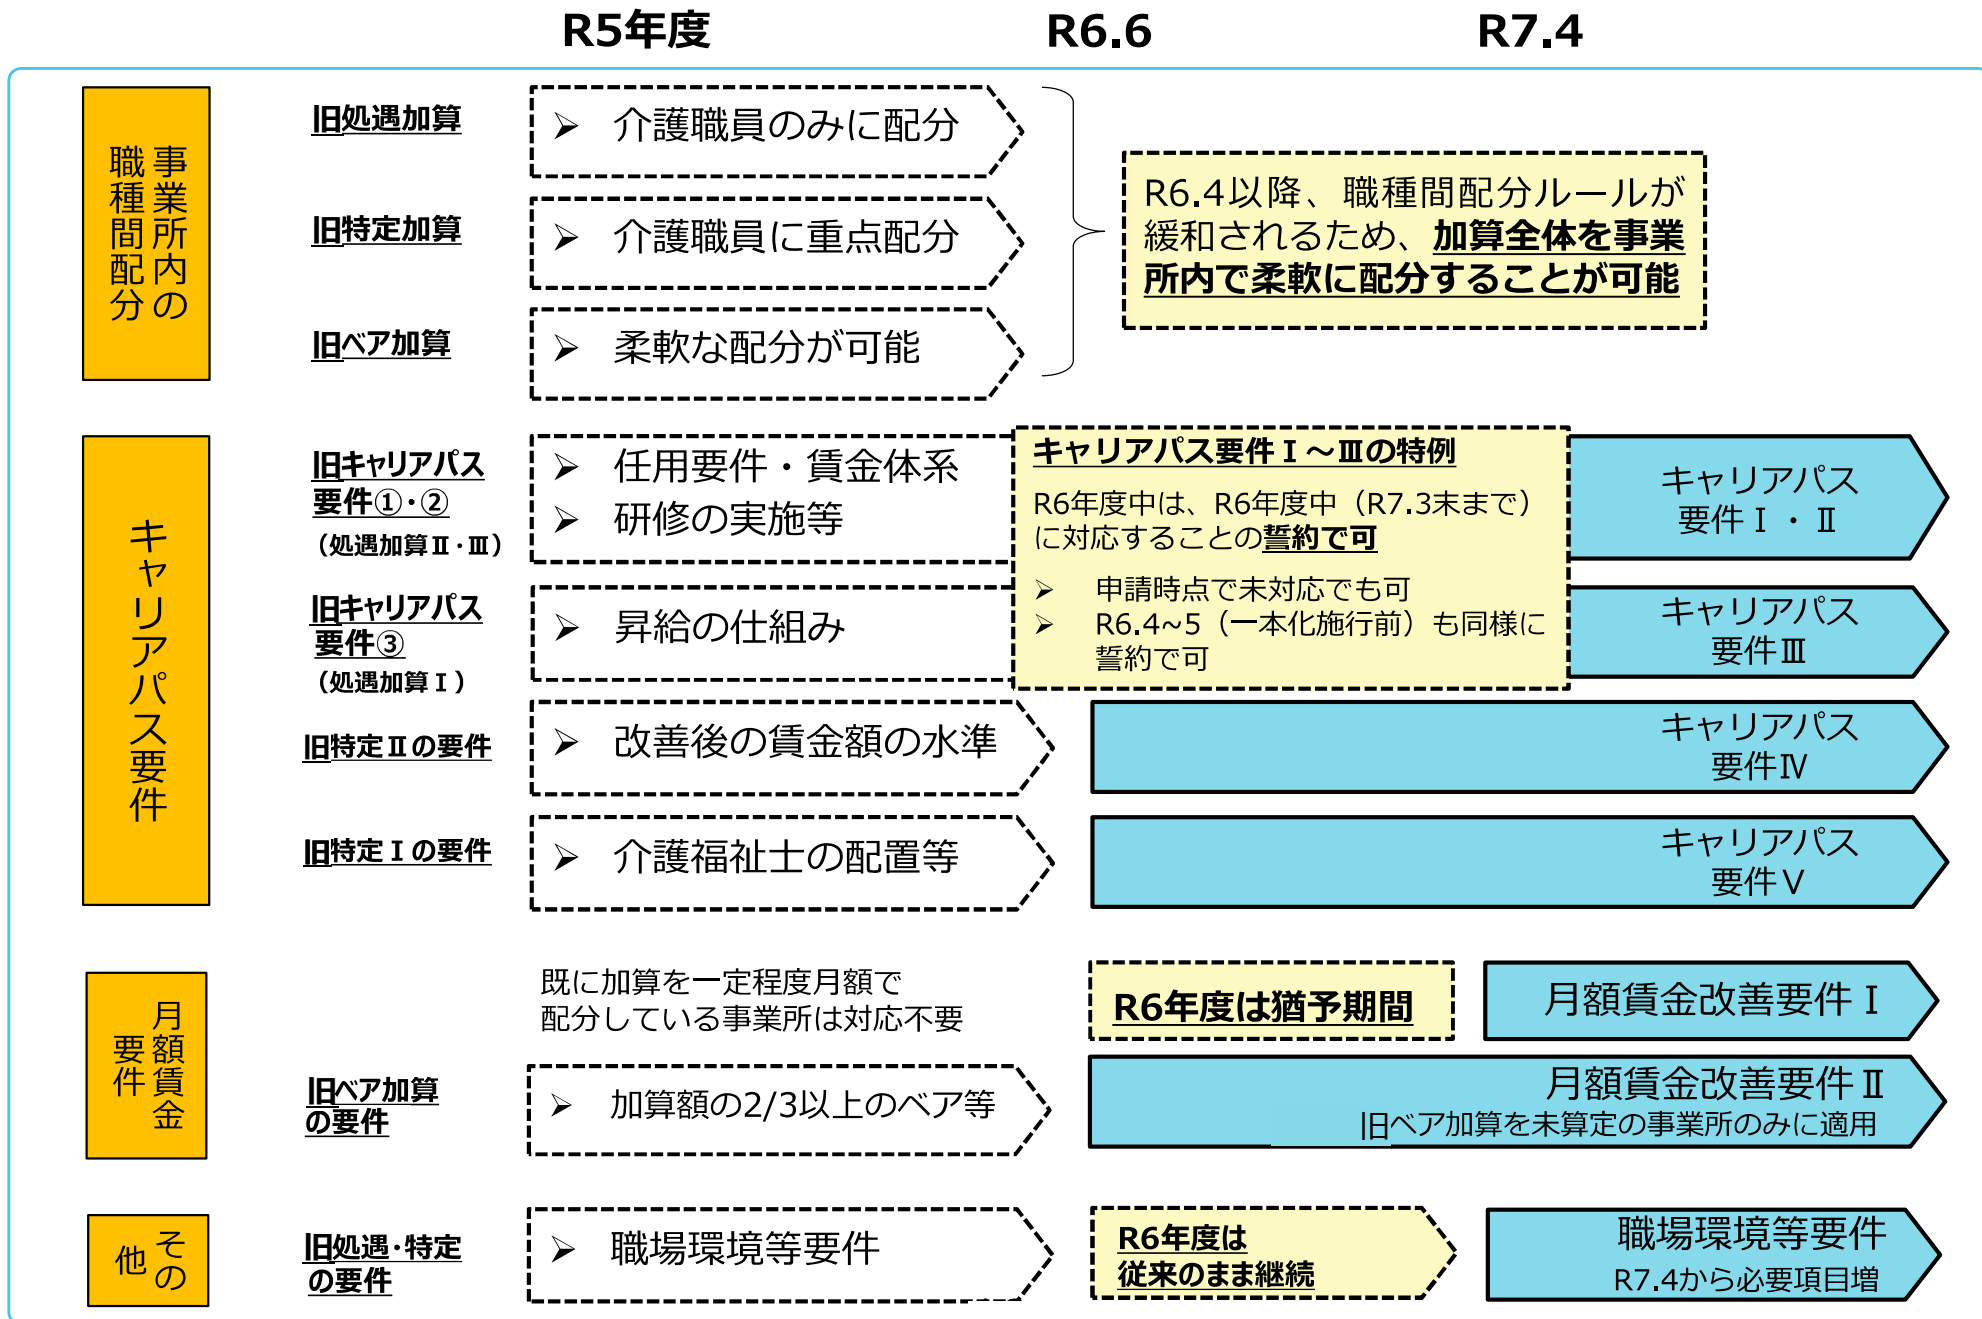 R5年度
R6.6
R7.4
事業所内の
職種間配分
旧処遇加算
➢ 介護職員のみに配分
旧特定加算
➢ 介護職員に重点配分
旧ベア加算
➢ 柔軟な配分が可能
R6.4以降、職種間配分ルールが
緩和されるため、加算全体を事業
所内で柔軟に配分することが可能
キャリアパス要件
旧キャリアパス
要件①・②
（処遇加算Ⅱ・Ⅲ）
➢ 任用要件・賃金体系
➢ 研修の実施等
旧キャリアパス
要件③
（処遇加算Ⅰ）
➢ 昇給の仕組み
キャリアパス要件Ⅰ～Ⅲの特例
R6年度中は、R6年度中（R7.3末まで）
に対応することの誓約で可
➢ 申請時点で未対応でも可
➢ R6.4~5（一本化施行前）も同様に
誓約で可
キャリアパス
要件Ⅰ・Ⅱ
キャリアパス
要件Ⅲ
旧特定Ⅱの要件
➢ 改善後の賃金額の水準
キャリアパス
要件Ⅳ
旧特定Ⅰの要件
➢ 介護福祉士の配置等
キャリアパス
要件Ⅴ
月額賃金
要件
既に加算を一定程度月額で
配分している事業所は対応不要
R6年度は猶予期間
月額賃金改善要件Ⅰ
旧ベア加算
の要件
➢ 加算額の2/3以上のベア等
月額賃金改善要件Ⅱ
旧ベア加算を未算定の事業所のみに適用
その
他
旧処遇・特定
の要件
➢ 職場環境等要件
R6年度は
従来のまま継続
職場環境等要件
R7.4から必要項目増